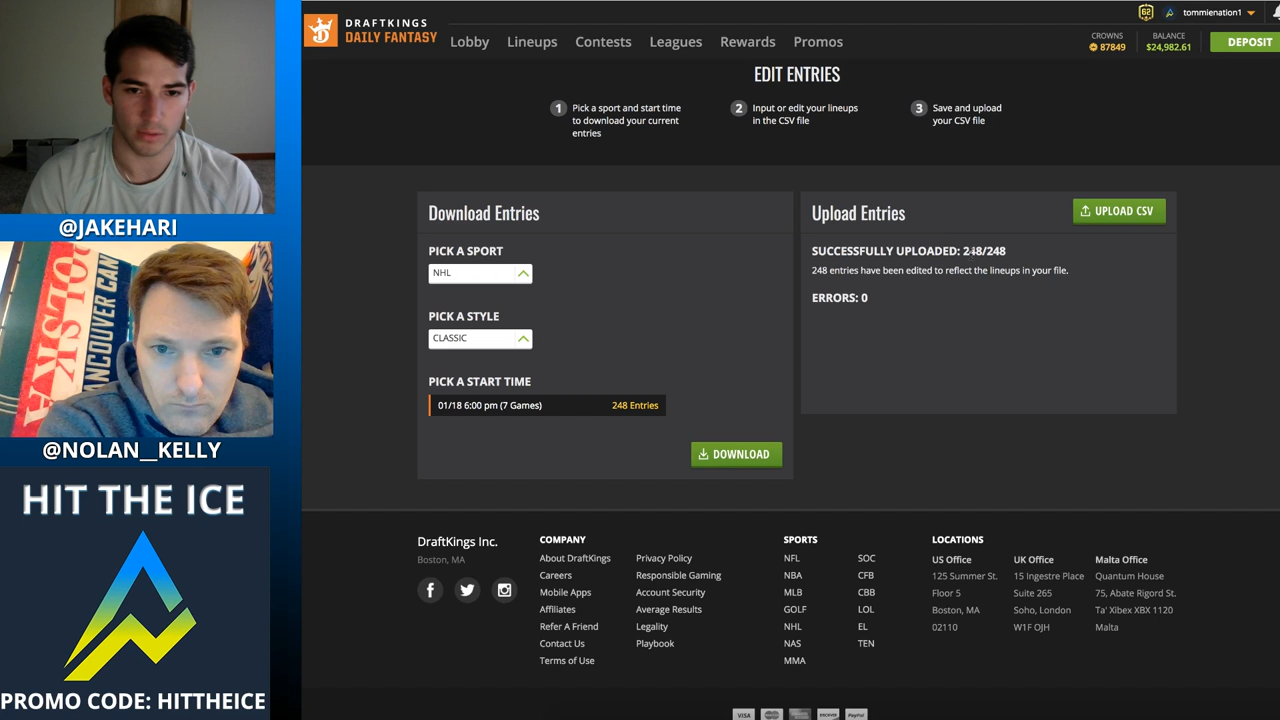 DRAFTKINGS
DAILY FANTASY
Lobby
Lineups
Contests
Leagues
Rewards
Promos
62
tommienation1
CROWNS
87849
BALANCE
$24,982.61
DEPOSIT
EDIT ENTRIES
1 Pick a sport and start time
to download your current
entries
2 Input or edit your lineups
in the CSV file
3 Save and upload
your CSV file
Download Entries
PICK A SPORT
NHL
PICK A STYLE
CLASSIC
PICK A START TIME
01/18 6:00 pm (7 Games) 248 Entries
DOWNLOAD
Upload Entries
UPLOAD CSV
SUCCESSFULLY UPLOADED: 248/248
248 entries have been edited to reflect the lineups in your file.
ERRORS: 0
@JAKEHARI
VANCOUVER CAN
@NOLAN__KELLY
HIT THE ICE
PROMO CODE: HITTHEICE
DraftKings Inc.
Boston, MA
COMPANY
About DraftKings
Careers
Mobile Apps
Affiliates
Refer A Friend
Contact Us
Terms of Use
Privacy Policy
Responsible Gaming
Account Security
Average Results
Legality
Playbook
SPORTS
NFL
NBA
MLB
GOLF
NHL
NAS
MMA
SOC
CFB
CBB
LOL
EL
TEN
LOCATIONS
US Office
125 Summer St.
Floor 5
Boston, MA
02110
UK Office
15 Ingestre Place
Suite 265
Soho, London
W1F OJH
Malta Office
Quantum House
75, Abate Rigord St.
Ta' Xibex XBX 1120
Malta
VISA
DISCOVER
PayPal